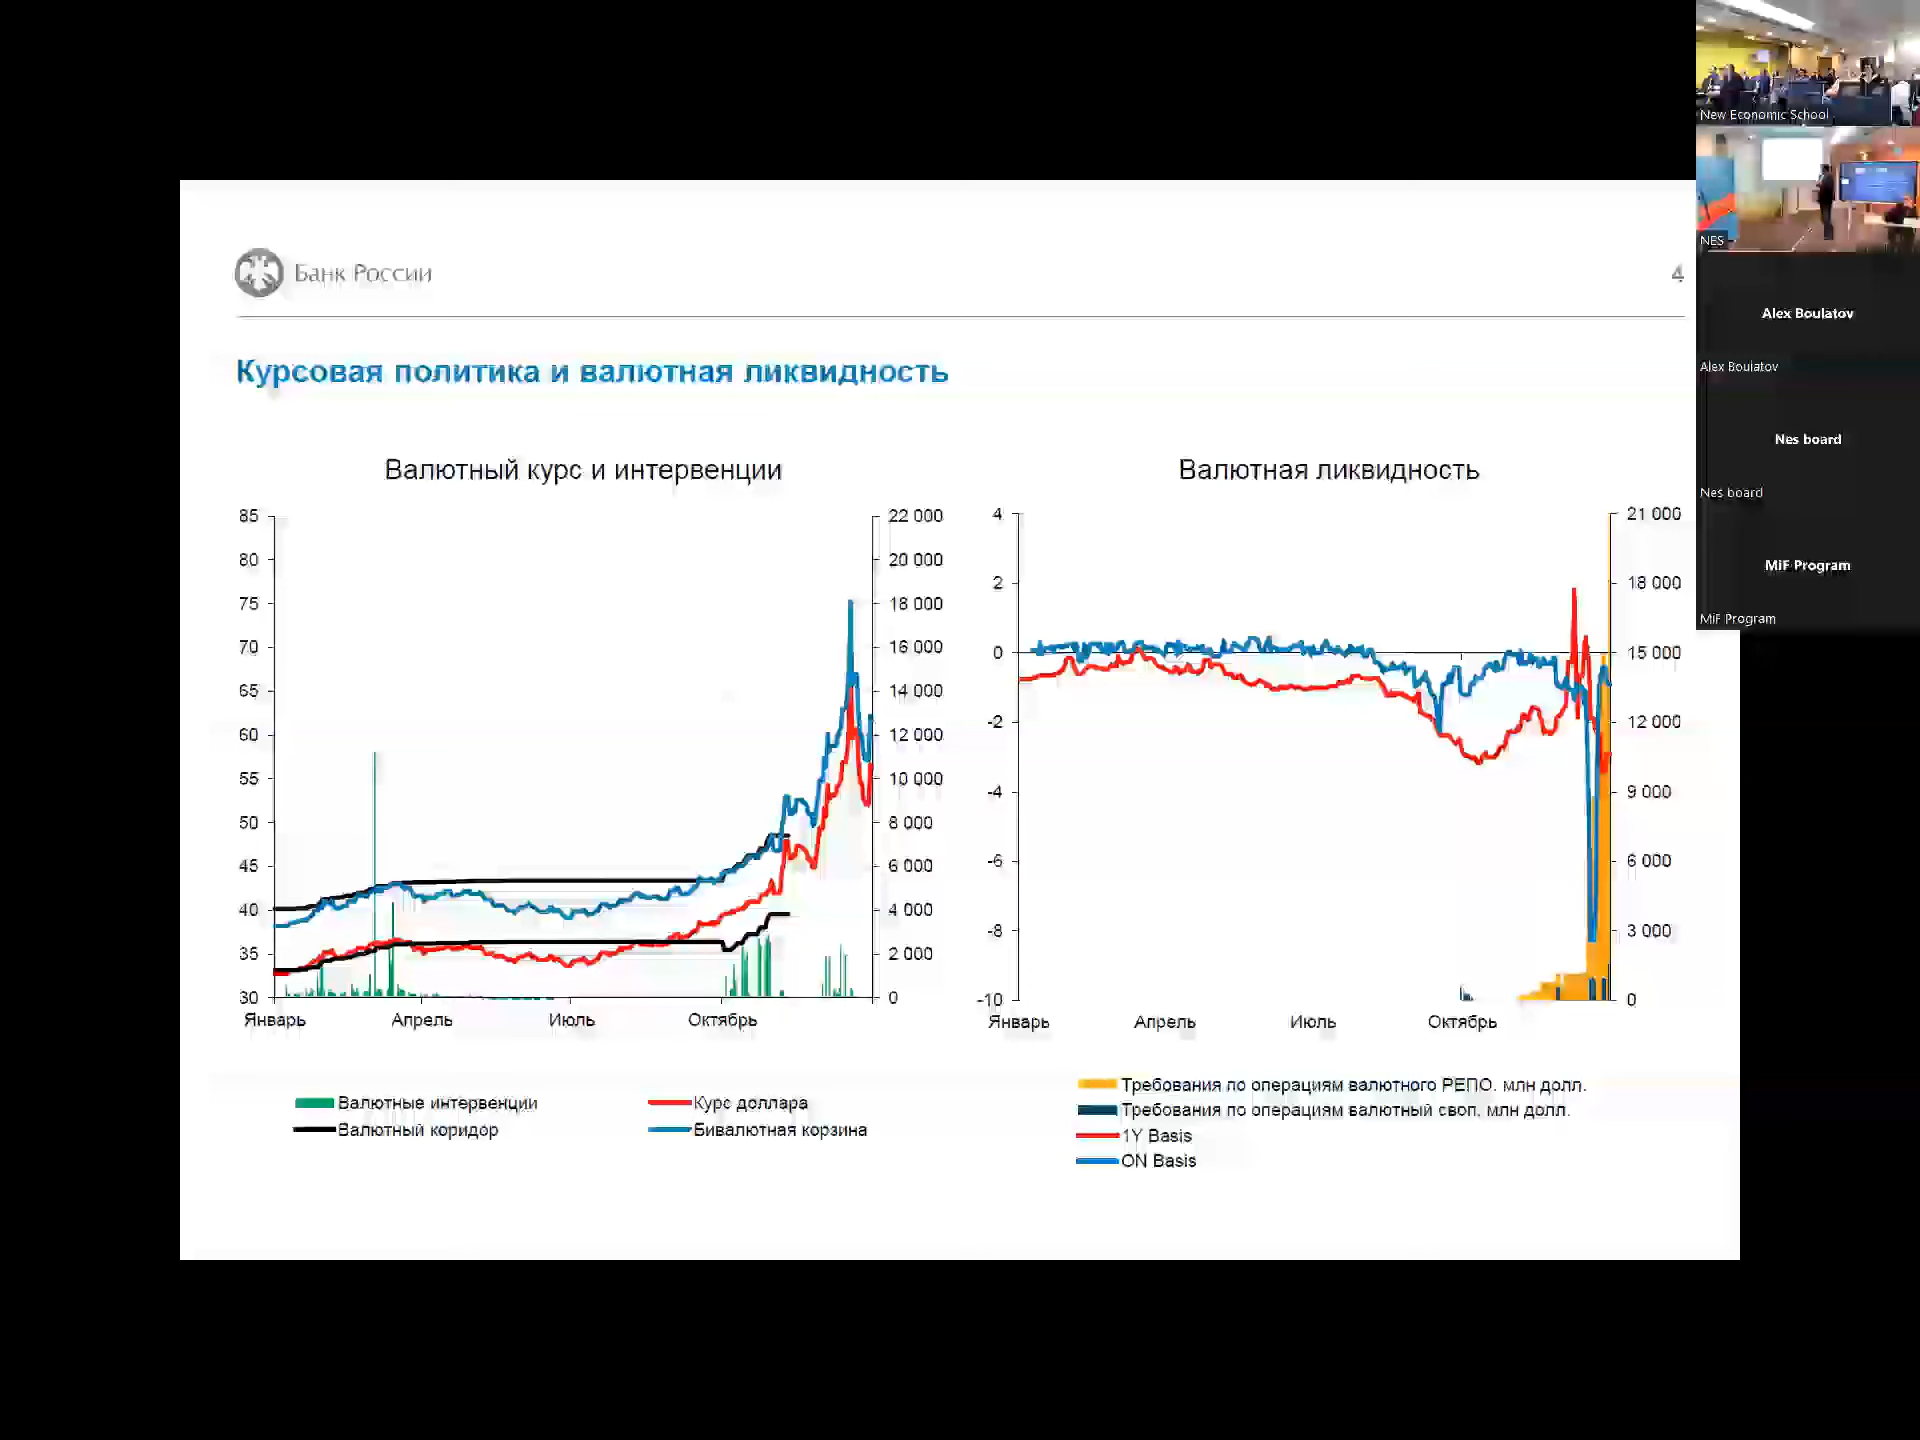 Банк России
4
Курсовая политика и валютная ликвидность
Валютный курс и интервенции
85
80
75
70
65
60
55
50
45
40
35
30
22 000
20 000
18 000
16 000
14 000
12 000
10 000
8 000
6 000
4 000
2 000
0
Январь Апрель Июль Октябрь
Валютные интервенции
Курс доллара
Валютный коридор
Бивалютная корзина
Валютная ликвидность
4
2
0
-2
-4
-6
-8
-10
21 000
18 000
15 000
12 000
9 000
6 000
3 000
0
Январь Апрель Июль Октябрь
Требования по операциям валютного РЕПО, млн долл.
Требования по операциям валютный своп, млн долл.
1Y Basis
ON Basis
New Economic School
NES
Alex Boulatov
Alex Boulatov
Nes board
Nes board
MiF Program
MiF Program